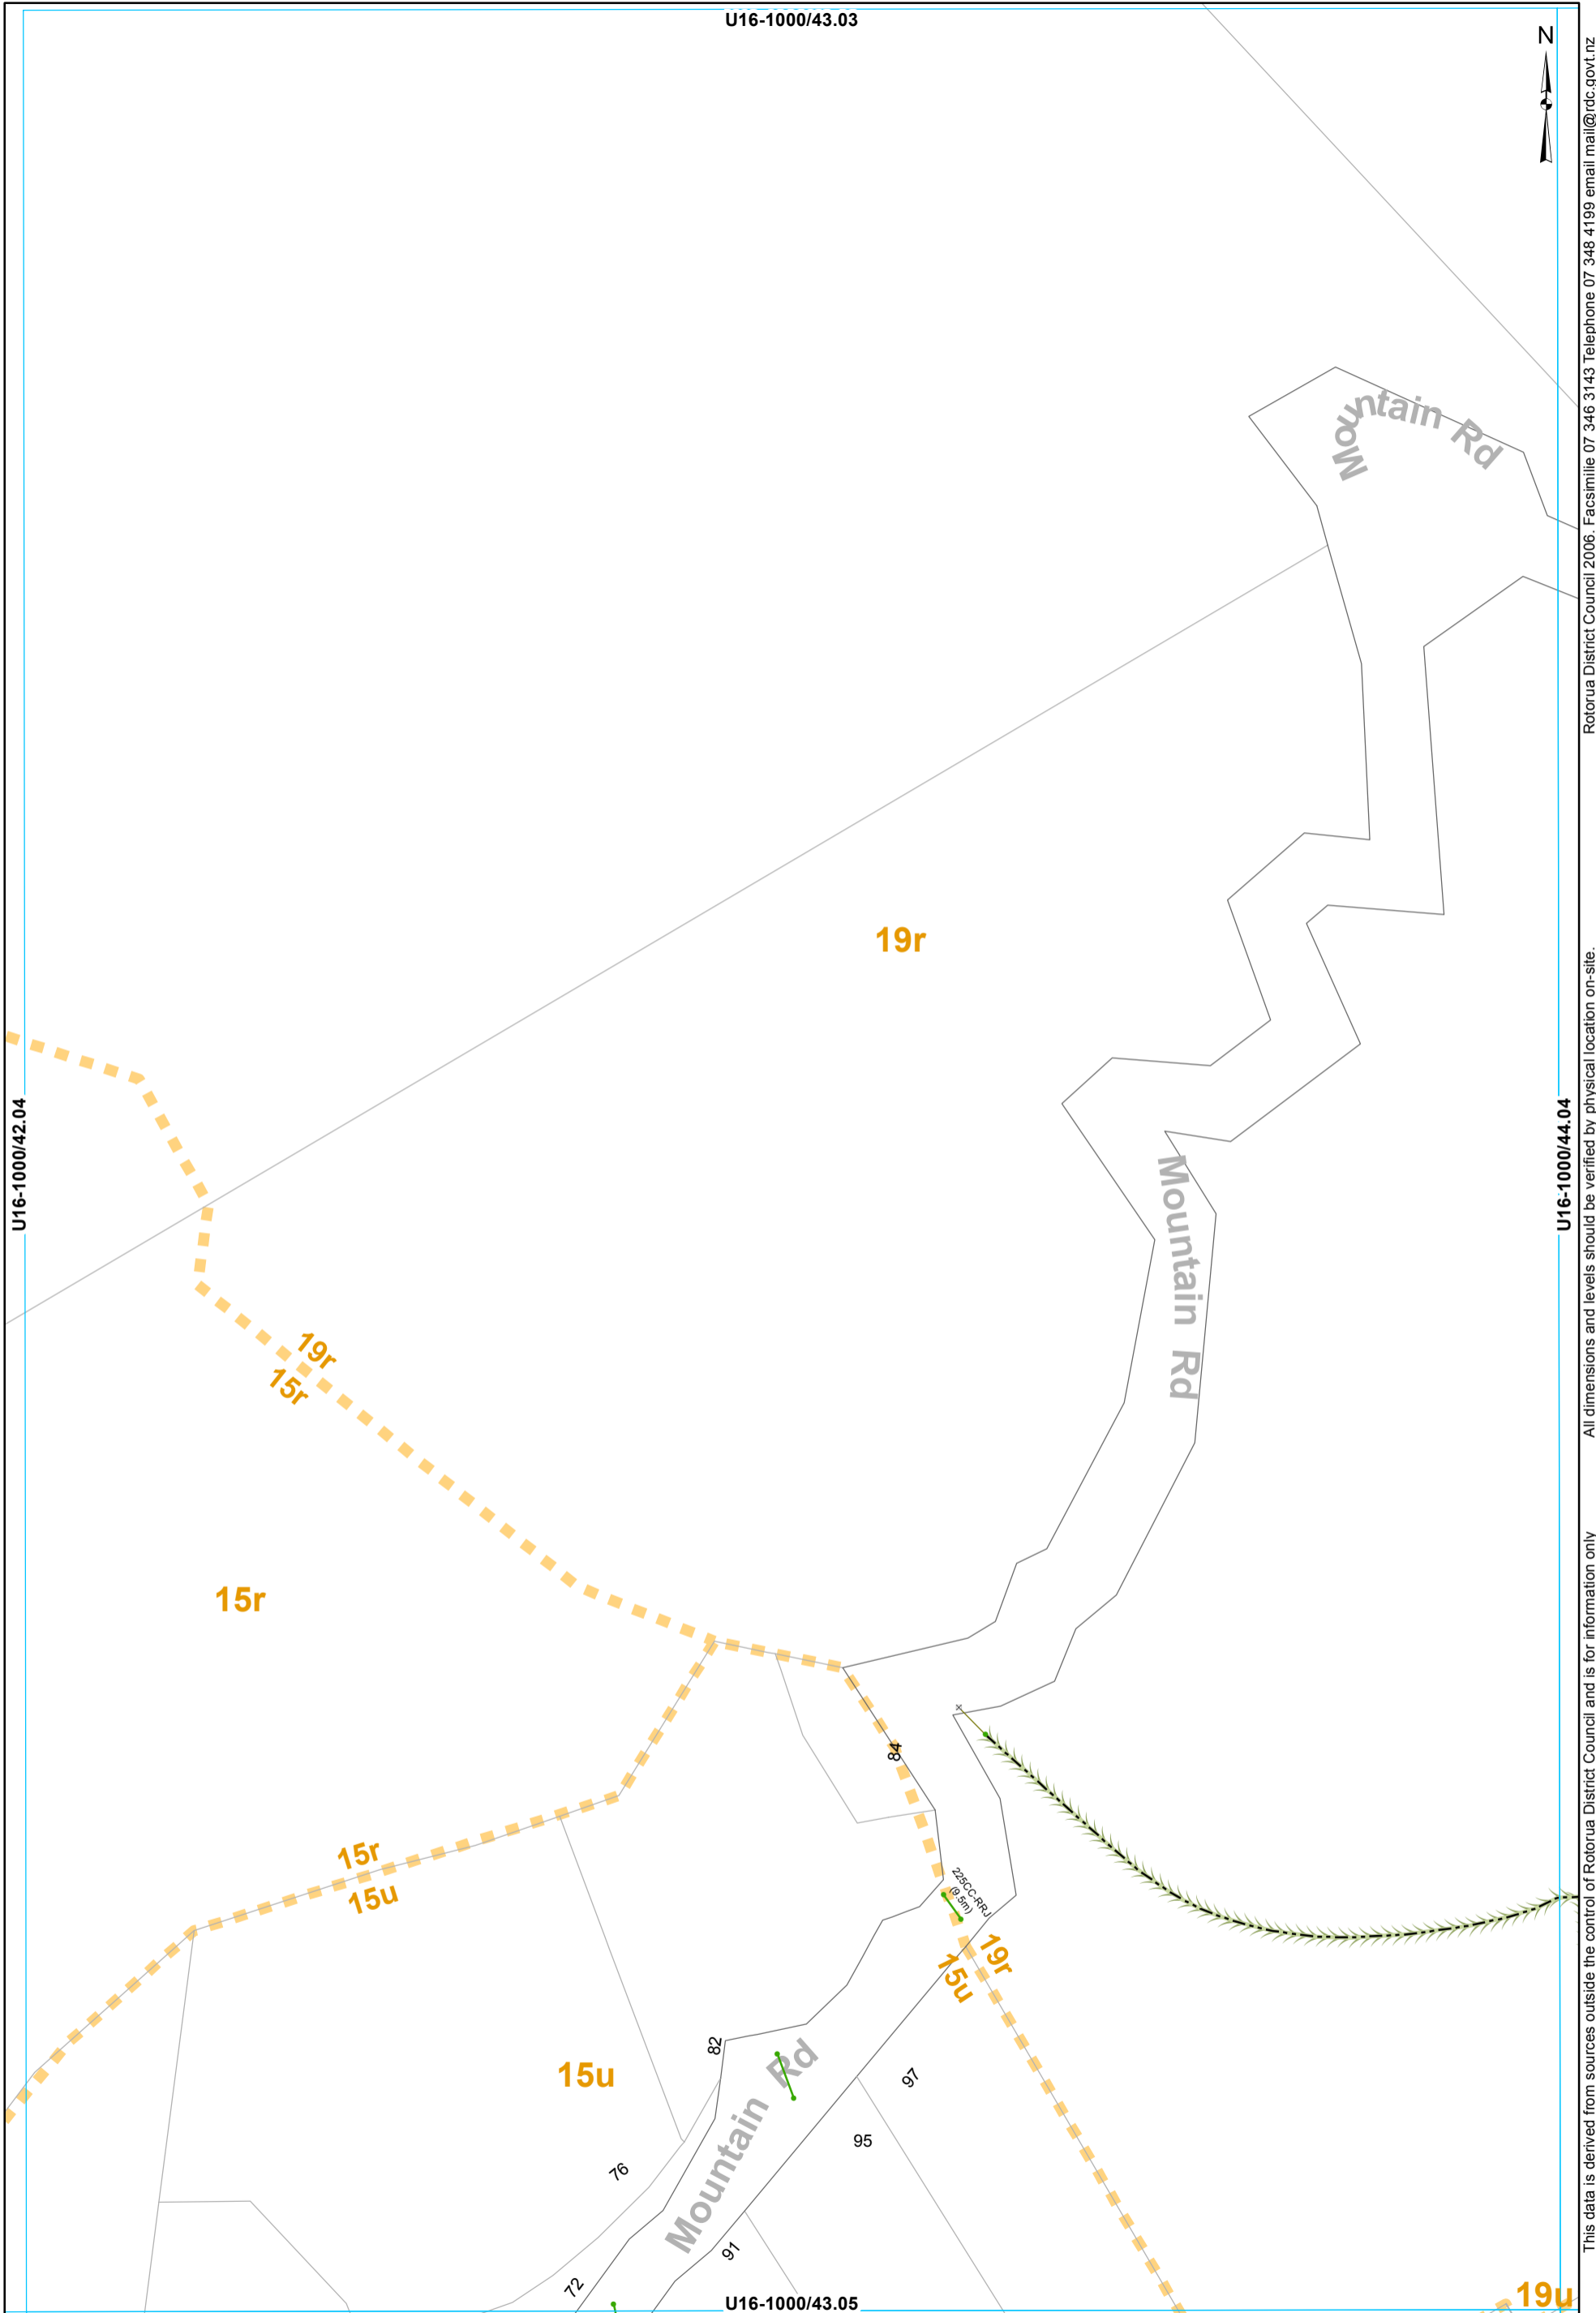 U16-1000/43.03
N
Mountain Rd
19r
U16-1000/42.04
U16-1000/44.04
Mountain Rd
19r
15r
15r
84
15r
15u
225CC-RRJ
(9.5m)
19r
15u
82
15u
97
95
76
Mountain Rd
91
72
19u
U16-1000/43.05
Rotorua District Council 2006. Facsimilie 07 346 3143 Telephone 07 348 4199 email mail@rdc.govt.nz
All dimensions and levels should be verified by physical location on-site.
This data is derived from sources outside the control of Rotorua District Council and is for information only